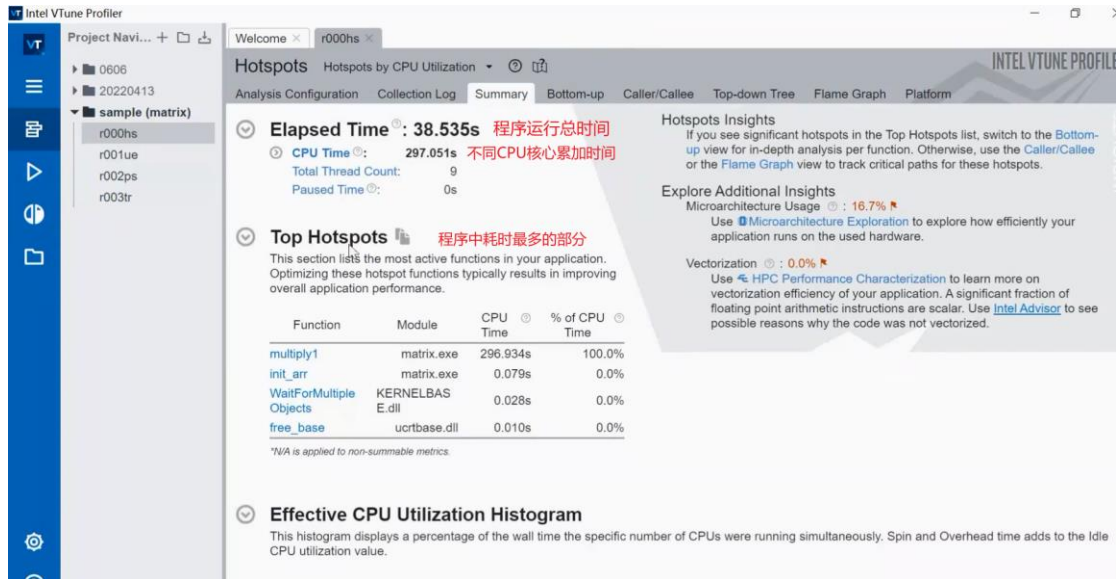 Intel VTune Profiler
Project Navi...
Welcome
r000hs
VT
0606
20220413
sample (matrix)
r000hs
r001ue
r002ps
r003tr
Hotspots Hotspots by CPU Utilization
INTEL VTUNE PROFILE
Analysis Configuration Collection Log Summary Bottom-up Caller/Callee Top-down Tree Flame Graph Platform
Elapsed Time: 38.535s 程序运行总时间
CPU Time: 297.051s 不同CPU核心累加时间
Total Thread Count: 9
Paused Time: 0s
Top Hotspots 程序中耗时最多的部分
This section lists the most active functions in your application.
Optimizing these hotspot functions typically results in improving
overall application performance.
Function Module CPU Time % of CPU Time
multiply1 matrix.exe 296.934s 100.0%
init_arr matrix.exe 0.079s 0.0%
WaitForMultiple Objects KERNELBAS E.dll 0.028s 0.0%
free_base ucrtbase.dll 0.010s 0.0%
*N/A is applied to non-summable metrics.
Hotspots Insights
If you see significant hotspots in the Top Hotspots list, switch to the Bottom-
up view for in-depth analysis per function. Otherwise, use the Caller/Callee
or the Flame Graph view to track critical paths for these hotspots.
Explore Additional Insights
Microarchitecture Usage : 16.7%
Use Microarchitecture Exploration to explore how efficiently your
application runs on the used hardware.
Vectorization : 0.0%
Use HPC Performance Characterization to learn more on
vectorization efficiency of your application. A significant fraction of
floating point arithmetic instructions are scalar. Use Intel Advisor to see
possible reasons why the code was not vectorized.
Effective CPU Utilization Histogram
This histogram displays a percentage of the wall time the specific number of CPUs were running simultaneously. Spin and Overhead time adds to the Idle
CPU utilization value.